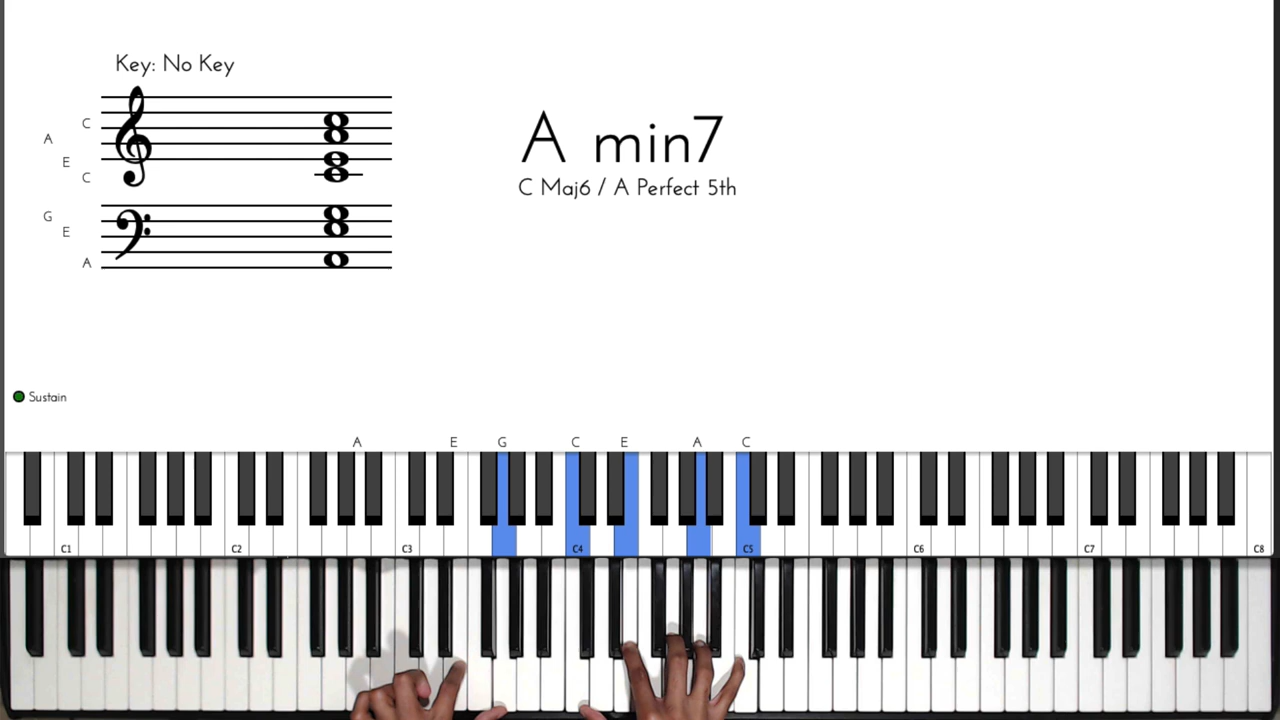 Key: No Key
C
A
E
C
G
E
A
A min7
C Maj6 / A Perfect 5th
Sustain
A E G C E A C
C1 C2 C3 C4 C5 C6 C7 C8